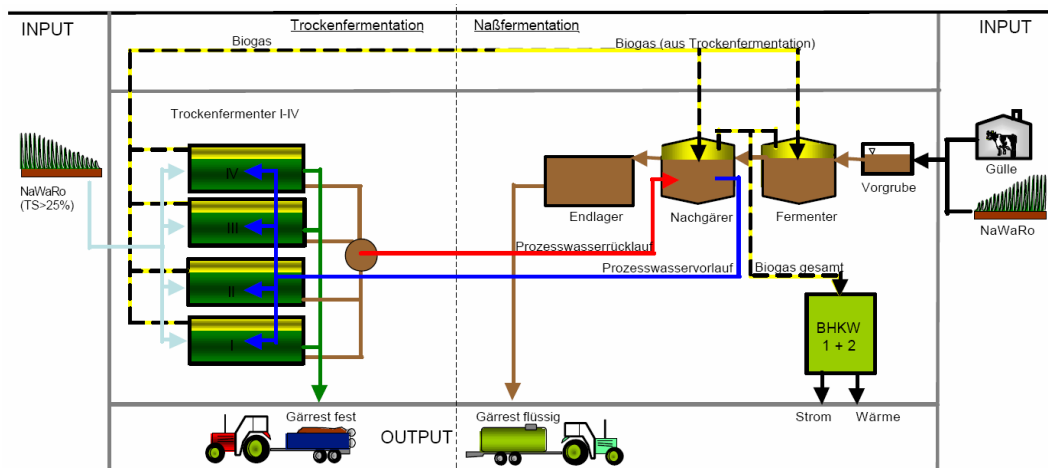 INPUT
Trockenfermentation
Naßfermentation
INPUT
Biogas
Biogas (aus Trockenfermentation)
Trockenfermenter I-IV
NaWaRo
(TS>25%)
IV
III
II
I
Endlager
Nachgärer
Fermenter
Vorgrube
Gülle
NaWaRo
Prozesswasserrücklauf
Prozesswasservorlauf
Biogas gesamt
BHKW
1 + 2
Strom
Wärme
Gärrest fest
OUTPUT
Gärrest flüssig